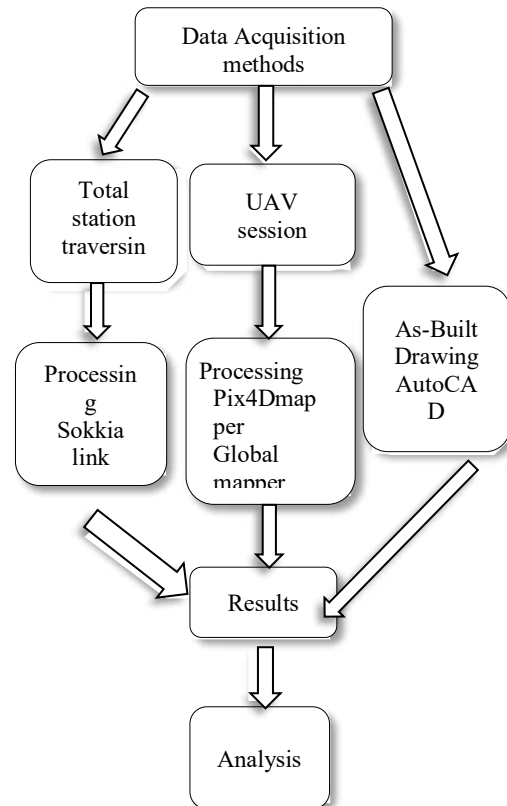 Data Acquisition
methods
Total
station
traversin
UAV
session
Processin
g
Sokkia
link
Processing
Pix4Dmap
per
Global
mapper
As-Built
Drawing
AutoCA
D
Results
Analysis